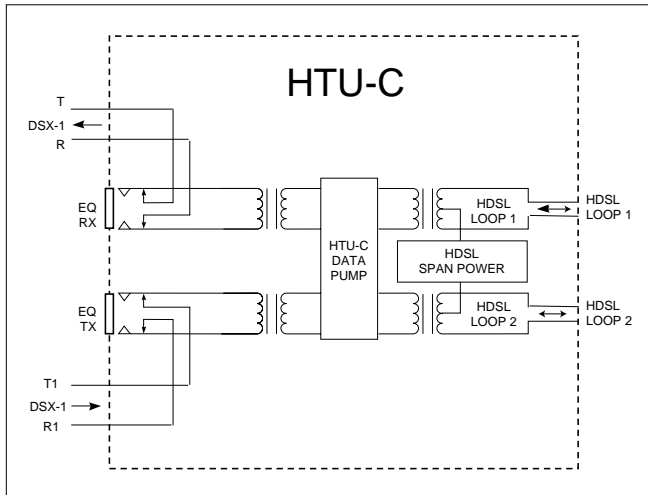 HTU-C
T
DSX-1
R
EQ
RX
HTU-C
DATA
PUMP
HDSL
LOOP 1
HDSL
LOOP 1
HDSL
SPAN POWER
EQ
TX
HDSL
LOOP 2
HDSL
LOOP 2
T1
DSX-1
R1